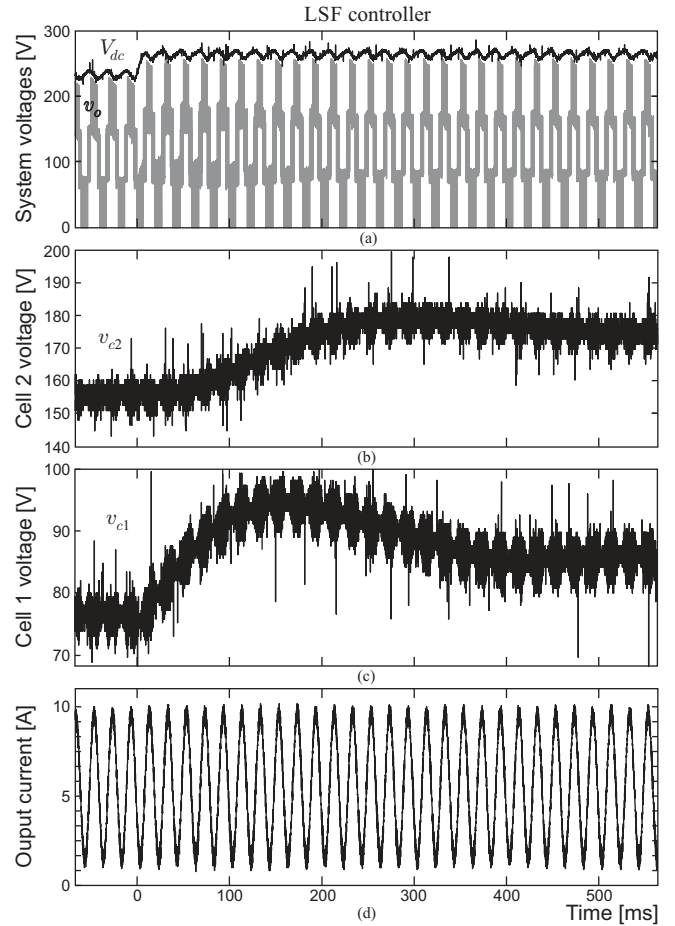 LSF controller
System voltages [V]
300
200
100
0
V_dc
v_o
(a)
Cell 2 voltage [V]
200
190
180
170
160
150
140
v_c2
(b)
Cell 1 voltage [V]
100
90
80
70
v_c1
(c)
Ouput current [A]
10
5
0
0 100 200 300 400 500
Time [ms]
(d)